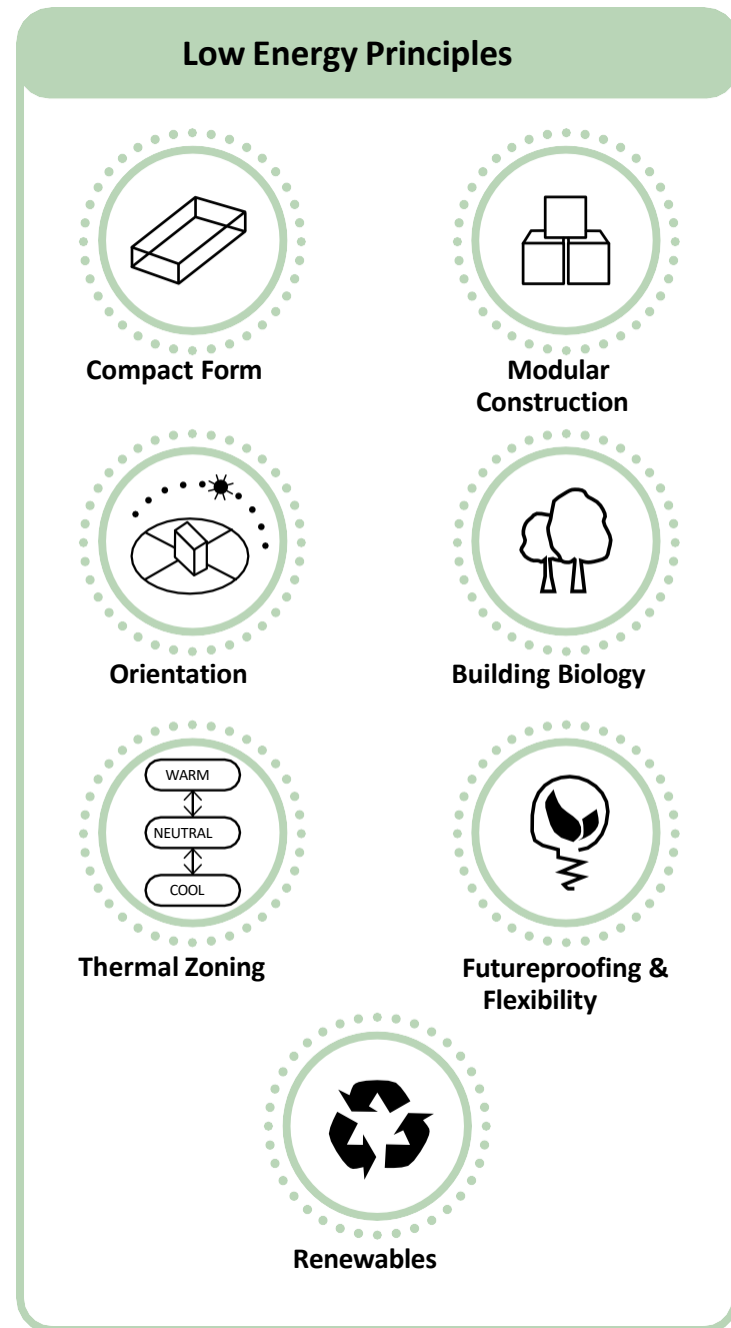 Low Energy Principles
Compact Form
Modular
Construction
Orientation
Building Biology
WARM
NEUTRAL
COOL
Thermal Zoning
Futureproofing &
Flexibility
Renewables